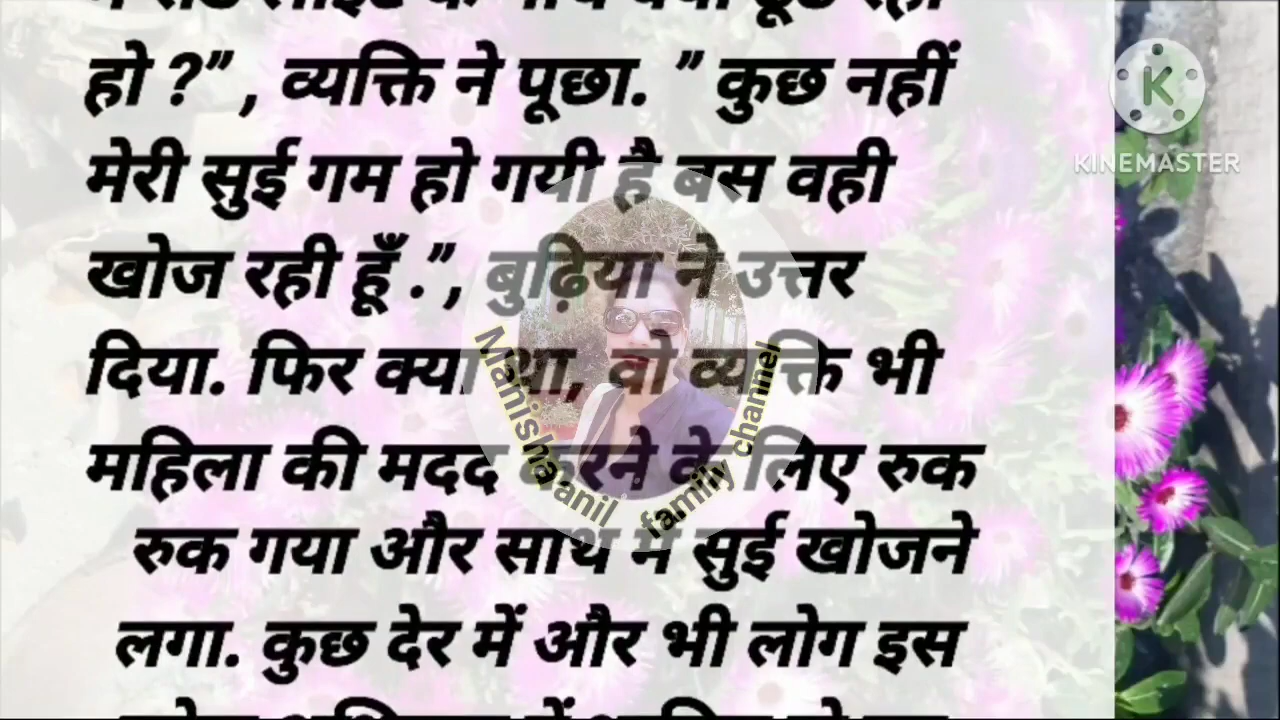 हो ?” , व्यक्ति ने पूछा. ” कुछ नहीं
मेरी सुई गम हो गयी है बस वही
खोज रही हूँ .”, बुढ़िया ने उत्तर
दिया. फिर क्या था, वो व्यक्ति भी
महिला की मदद करने के लिए रुक
रुक गया और साथ में सुई खोजने
लगा. कुछ देर में और भी लोग इस
KINEMASTER
Manisha anil family channel